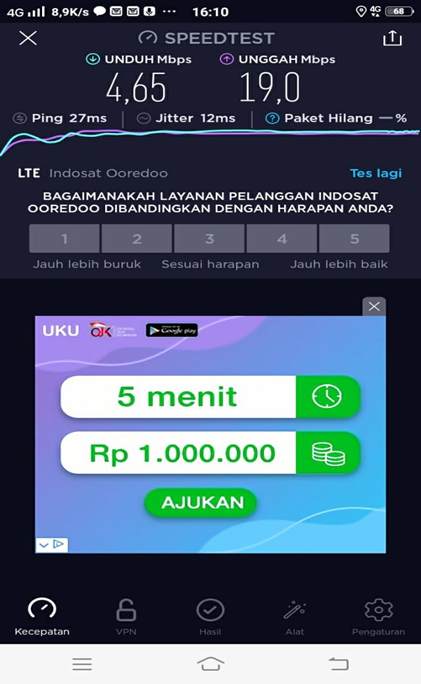 4G 8,9K/s ... 16:10 4G 68
SPEEDTEST
UNDUH Mbps UNGGAH Mbps
4,65 19,0
Ping 27ms Jitter 12ms Paket Hilang —%
LTE Indosat Ooredoo Tes lagi
BAGAIMANAKAH LAYANAN PELANGGAN INDOSAT
OOREDOO DIBANDINGKAN DENGAN HARAPAN ANDA?
1 2 3 4 5
Jauh lebih buruk Sesuai harapan Jauh lebih baik
UKU OJK Google play
5 menit
Rp 1.000.000
AJUKAN
Kecepatan VPN Hasil Alat Pengaturan